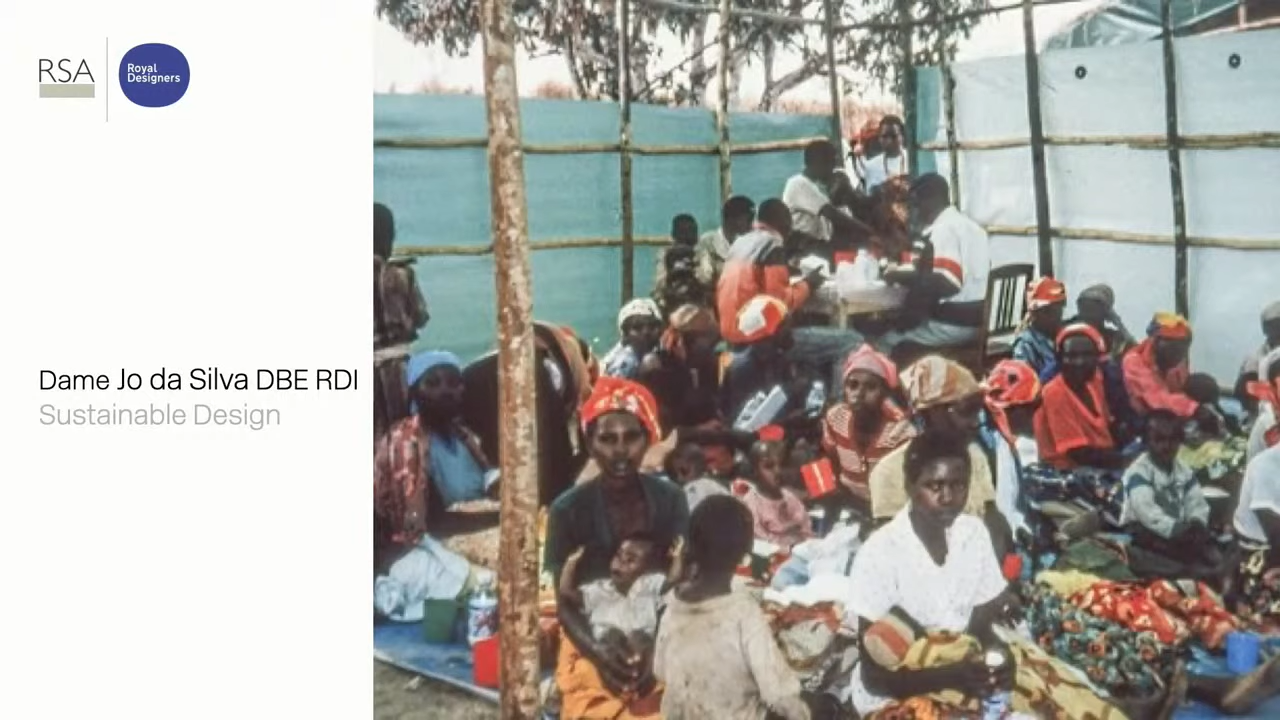 RSA
Royal
Designers
Dame Jo da Silva DBE RDI
Sustainable Design